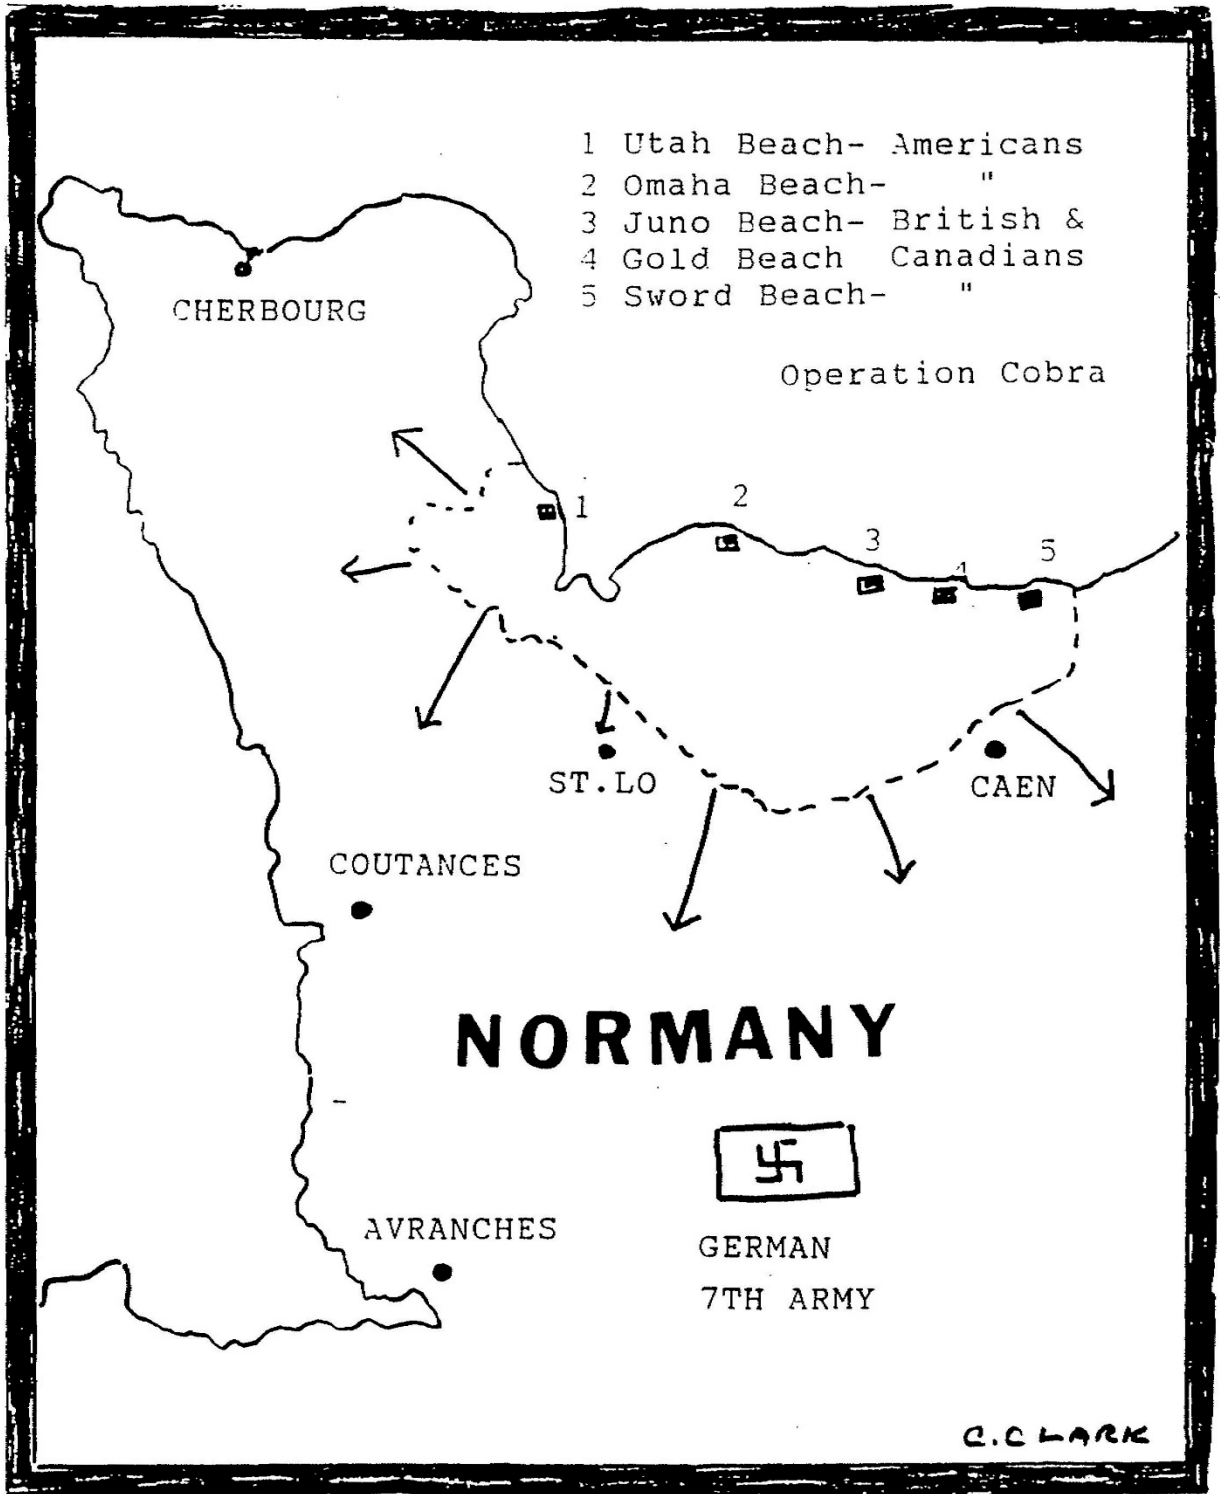 1 Utah Beach- Americans
2 Omaha Beach- "
3 Juno Beach- British &
4 Gold Beach Canadians
5 Sword Beach- "
Operation Cobra
CHERBOURG
1
2
3
4
5
ST.LO
CAEN
COUTANCES
NORMANY
AVRANCHES
GERMAN
7TH ARMY
C.CLARK